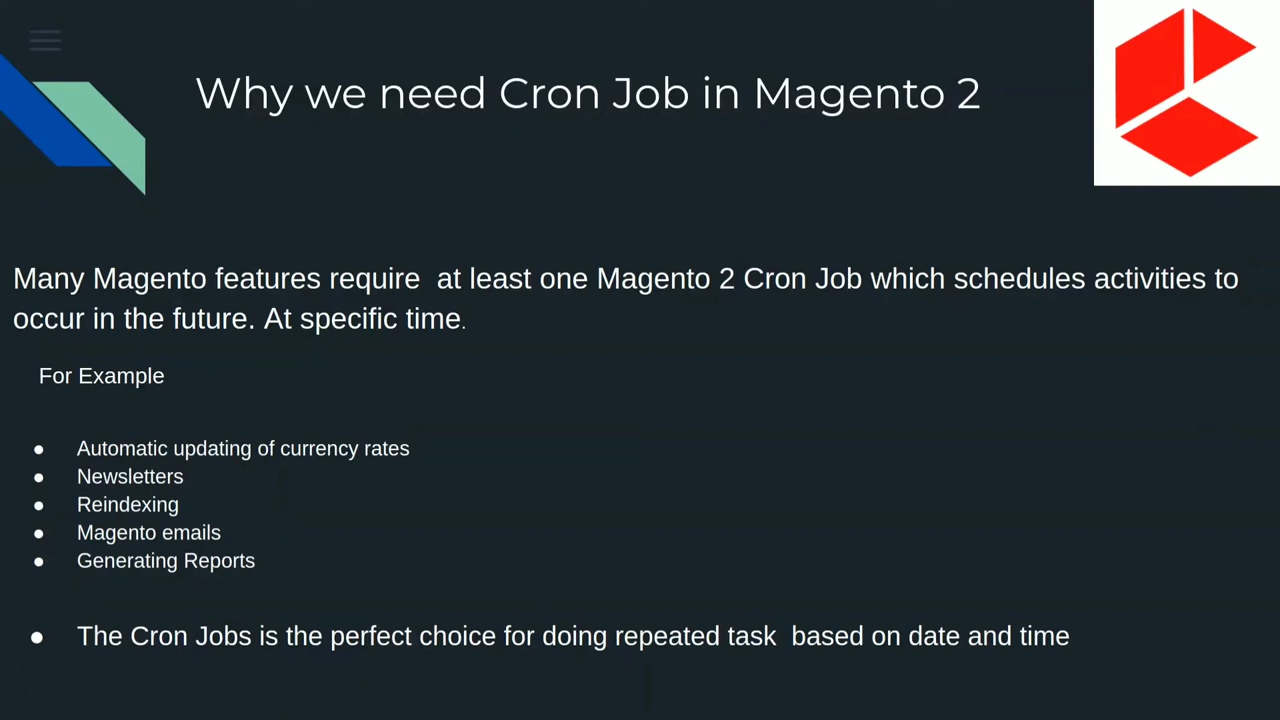 Why we need Cron Job in Magento 2
Many Magento features require  at least one Magento 2 Cron Job which schedules activities to
occur in the future. At specific time.
For Example
● Automatic updating of currency rates
● Newsletters
● Reindexing
● Magento emails
● Generating Reports
● The Cron Jobs is the perfect choice for doing repeated task  based on date and time